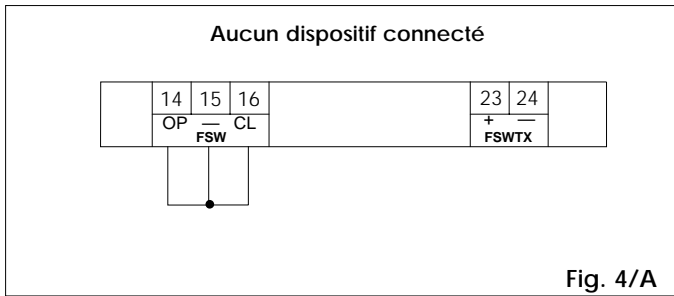 Aucun dispositif connecté
14 15 16 23 24
OP — CL + —
FSW FSWTX
Fig. 4/A